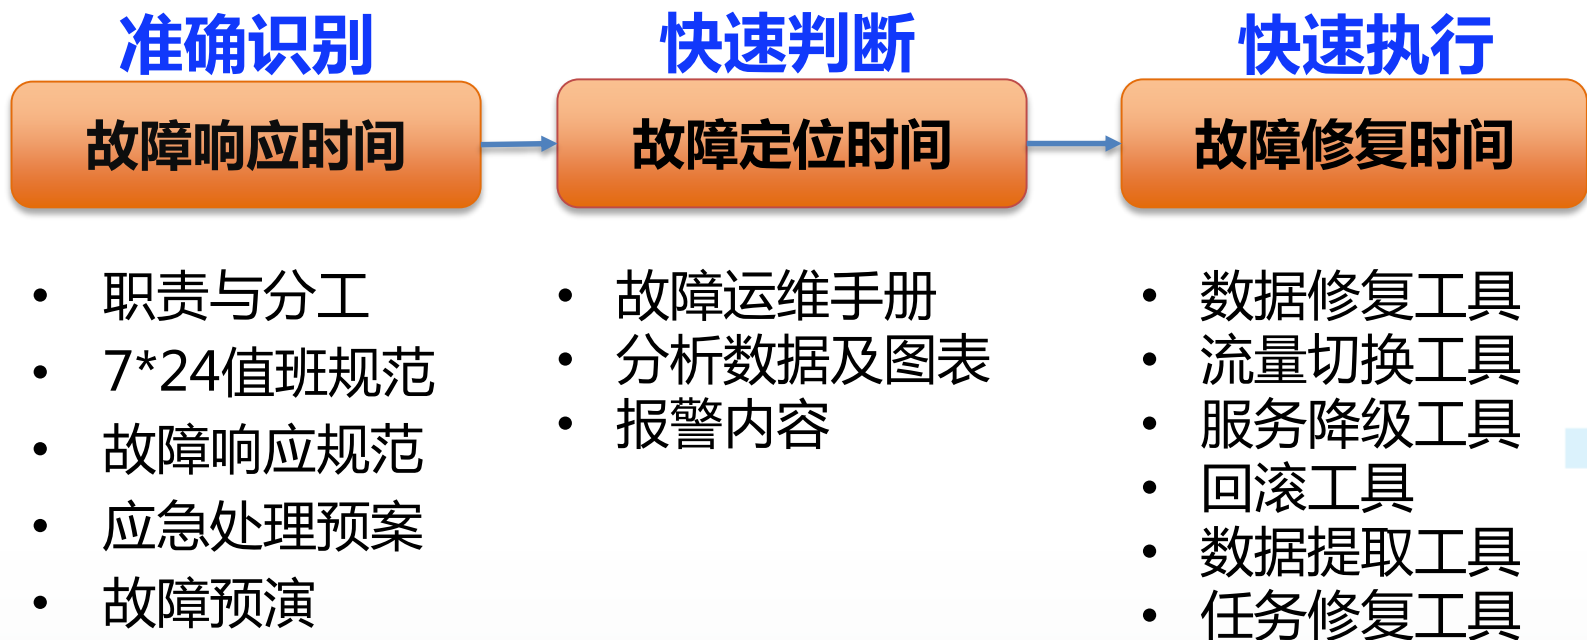 准确识别
快速判断
快速执行
故障响应时间
故障定位时间
故障修复时间
• 职责与分工
• 7*24值班规范
• 故障响应规范
• 应急处理预案
• 故障预演
• 故障运维手册
• 分析数据及图表
• 报警内容
• 数据修复工具
• 流量切换工具
• 服务降级工具
• 回滚工具
• 数据提取工具
• 任务修复工具